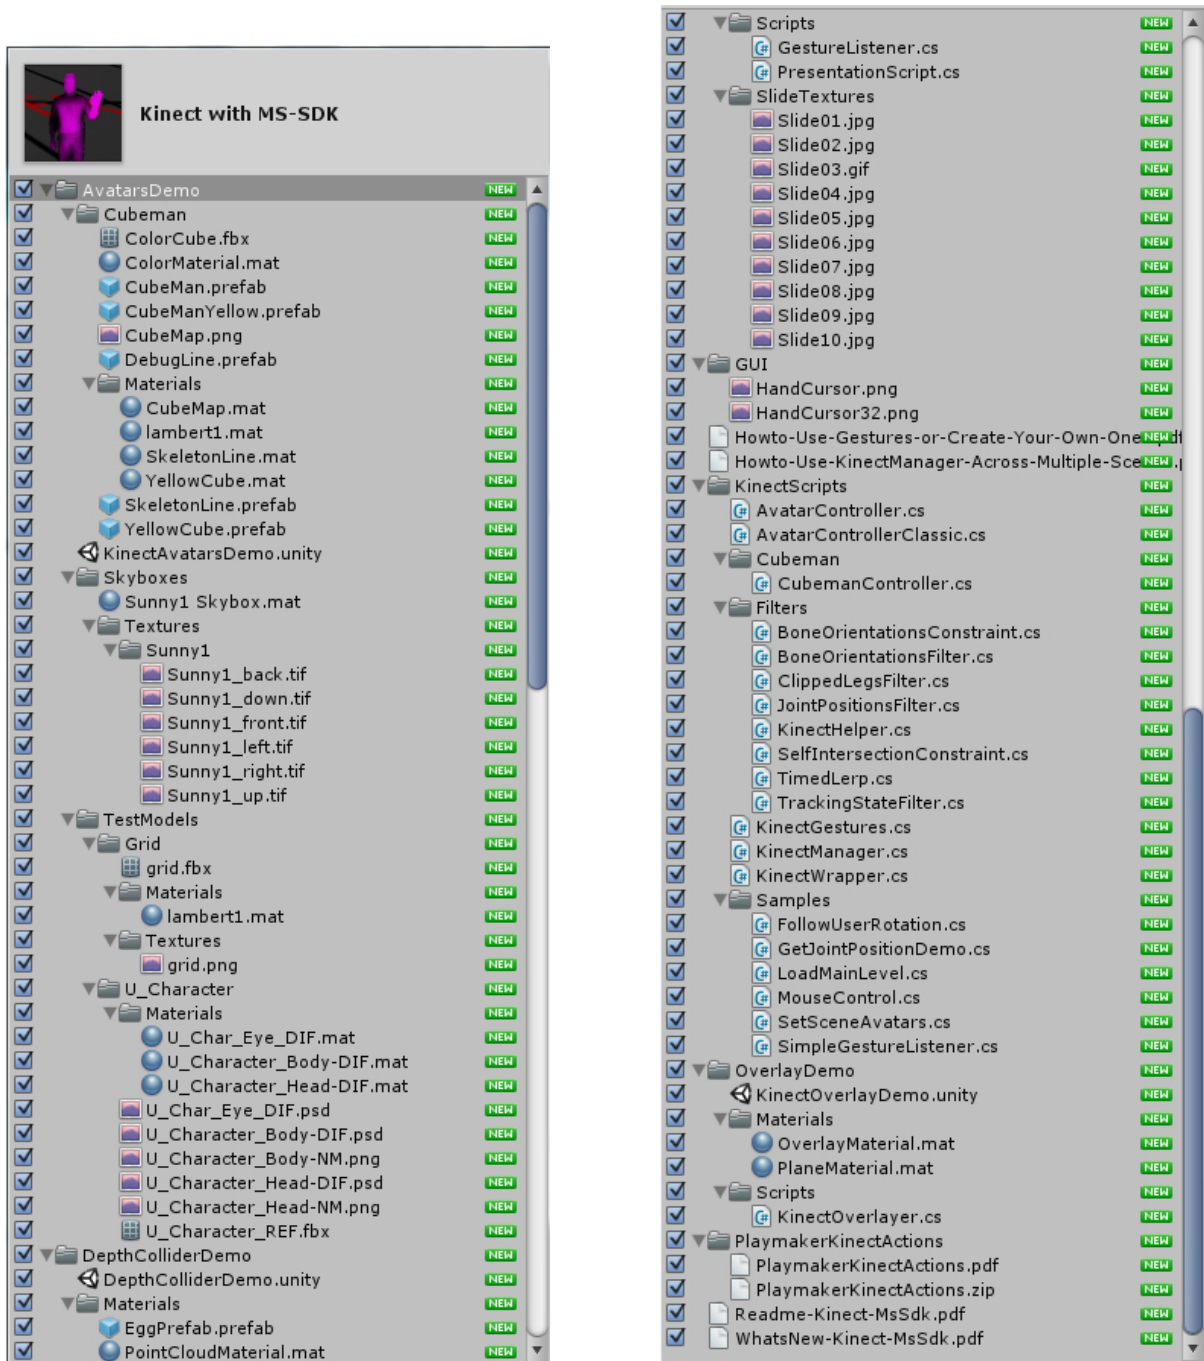 Kinect with MS-SDK
AvatarsDemo NEW
Cubeman NEW
ColorCube.fbx NEW
ColorMaterial.mat NEW
CubeMan.prefab NEW
CubeManYellow.prefab NEW
CubeMap.png NEW
DebugLine.prefab NEW
Materials NEW
CubeMap.mat NEW
lambert1.mat NEW
SkeletonLine.mat NEW
YellowCube.mat NEW
SkeletonLine.prefab NEW
YellowCube.prefab NEW
KinectAvatarsDemo.unity NEW
Skyboxes NEW
Sunny1 Skybox.mat NEW
Textures NEW
Sunny1 NEW
Sunny1_back.tif NEW
Sunny1_down.tif NEW
Sunny1_front.tif NEW
Sunny1_left.tif NEW
Sunny1_right.tif NEW
Sunny1_up.tif NEW
TestModels NEW
Grid NEW
grid.fbx NEW
Materials NEW
lambert1.mat NEW
Textures NEW
grid.png NEW
U_Character NEW
Materials NEW
U_Char_Eye_DIF.mat NEW
U_Character_Body-DIF.mat NEW
U_Character_Head-DIF.mat NEW
U_Char_Eye_DIF.psd NEW
U_Character_Body-DIF.psd NEW
U_Character_Body-NM.png NEW
U_Character_Head-DIF.psd NEW
U_Character_Head-NM.png NEW
U_Character_REF.fbx NEW
DepthColliderDemo NEW
DepthColliderDemo.unity NEW
Materials NEW
EggPrefab.prefab NEW
PointCloudMaterial.mat NEW
Scripts NEW
GestureListener.cs NEW
PresentationScript.cs NEW
SlideTextures NEW
Slide01.jpg NEW
Slide02.jpg NEW
Slide03.gif NEW
Slide04.jpg NEW
Slide05.jpg NEW
Slide06.jpg NEW
Slide07.jpg NEW
Slide08.jpg NEW
Slide09.jpg NEW
Slide10.jpg NEW
GUI NEW
HandCursor.png NEW
HandCursor32.png NEW
Howto-Use-Gestures-or-Create-Your-Own-One NEW pdf
Howto-Use-KinectManager-Across-Multiple-Sce NEW
KinectScripts NEW
AvatarController.cs NEW
AvatarControllerClassic.cs NEW
Cubeman NEW
CubemanController.cs NEW
Filters NEW
BoneOrientationsConstraint.cs NEW
BoneOrientationsFilter.cs NEW
ClippedLegsFilter.cs NEW
JointPositionsFilter.cs NEW
KinectHelper.cs NEW
SelfIntersectionConstraint.cs NEW
TimedLerp.cs NEW
TrackingStateFilter.cs NEW
KinectGestures.cs NEW
KinectManager.cs NEW
KinectWrapper.cs NEW
Samples NEW
FollowUserRotation.cs NEW
GetJointPositionDemo.cs NEW
LoadMainLevel.cs NEW
MouseControl.cs NEW
SetSceneAvatars.cs NEW
SimpleGestureListener.cs NEW
OverlayDemo NEW
KinectOverlayDemo.unity NEW
Materials NEW
OverlayMaterial.mat NEW
PlaneMaterial.mat NEW
Scripts NEW
KinectOverlayer.cs NEW
PlaymakerKinectActions NEW
PlaymakerKinectActions.pdf NEW
PlaymakerKinectActions.zip NEW
Readme-Kinect-MsSdk.pdf NEW
WhatsNew-Kinect-MsSdk.pdf NEW